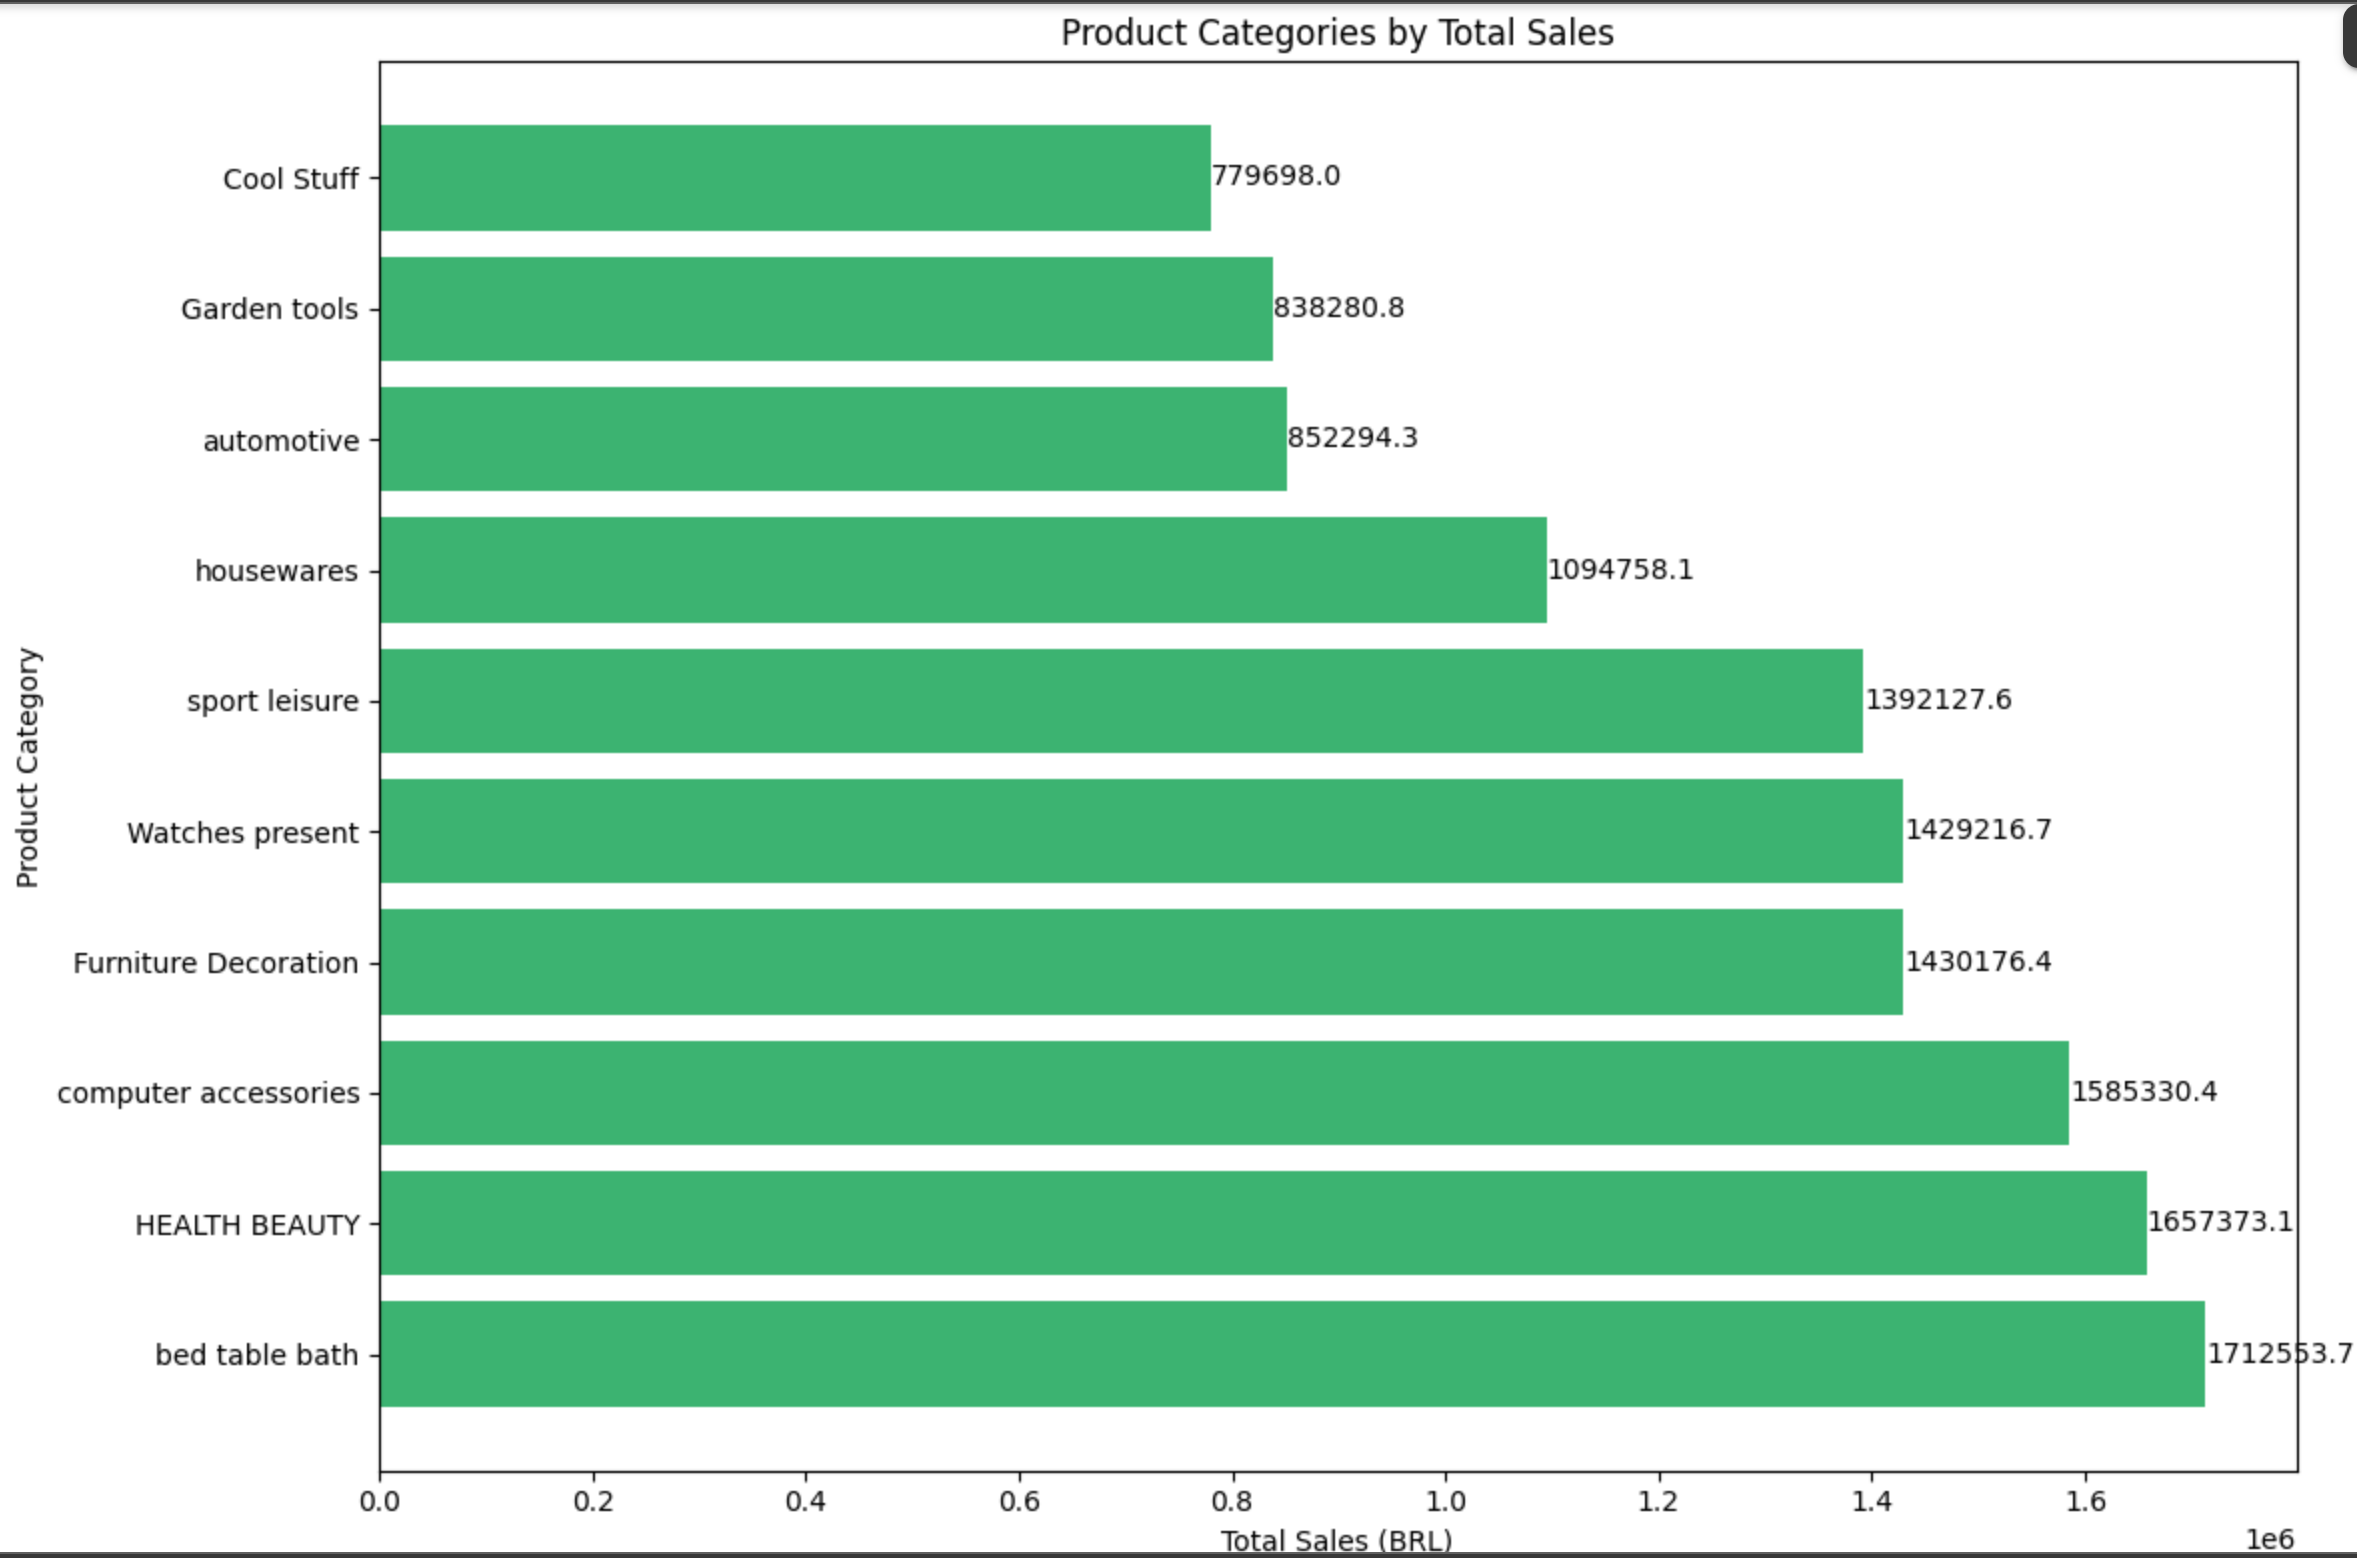 Product Categories by Total Sales
Product Category
Cool Stuff 779698.0
Garden tools 838280.8
automotive 852294.3
housewares 1094758.1
sport leisure 1392127.6
Watches present 1429216.7
Furniture Decoration 1430176.4
computer accessories 1585330.4
HEALTH BEAUTY 1657373.1
bed table bath 1712553.7
0.0 0.2 0.4 0.6 0.8 1.0 1.2 1.4 1.6
Total Sales (BRL)
1e6